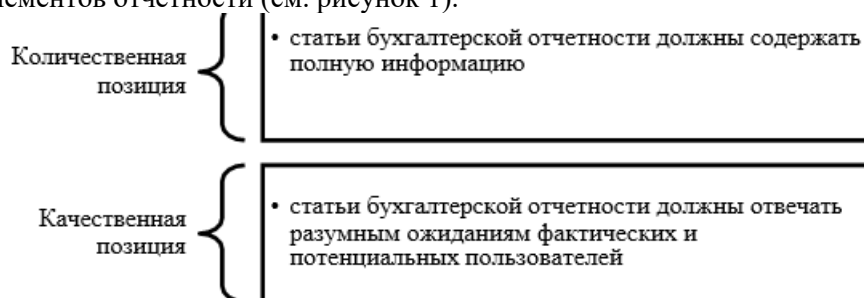 лементов отчетности (см. рисунок 1).
Количественная
позиция
• статьи бухгалтерской отчетности должны содержать
полную информацию
Качественная
позиция
• статьи бухгалтерской отчетности должны отвечать
разумным ожиданиям фактических и
потенциальных пользователей